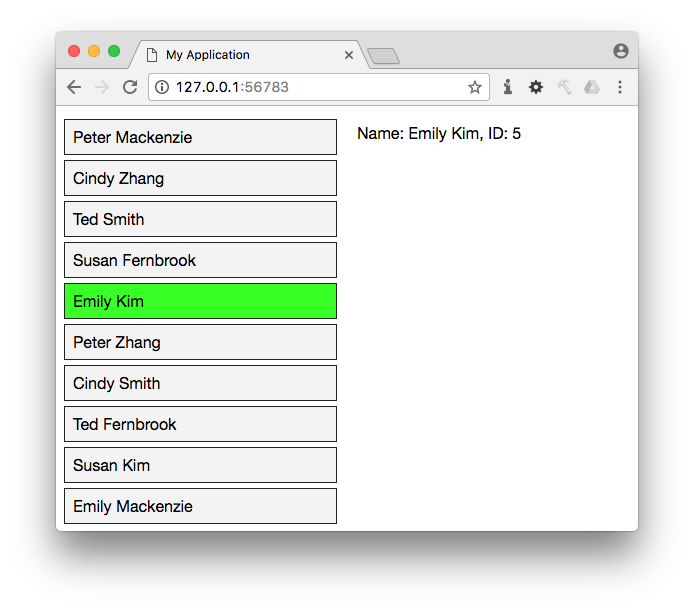 My Application
127.0.0.1:56783
Peter Mackenzie
Cindy Zhang
Ted Smith
Susan Fernbrook
Emily Kim
Peter Zhang
Cindy Smith
Ted Fernbrook
Susan Kim
Emily Mackenzie
Name: Emily Kim, ID: 5